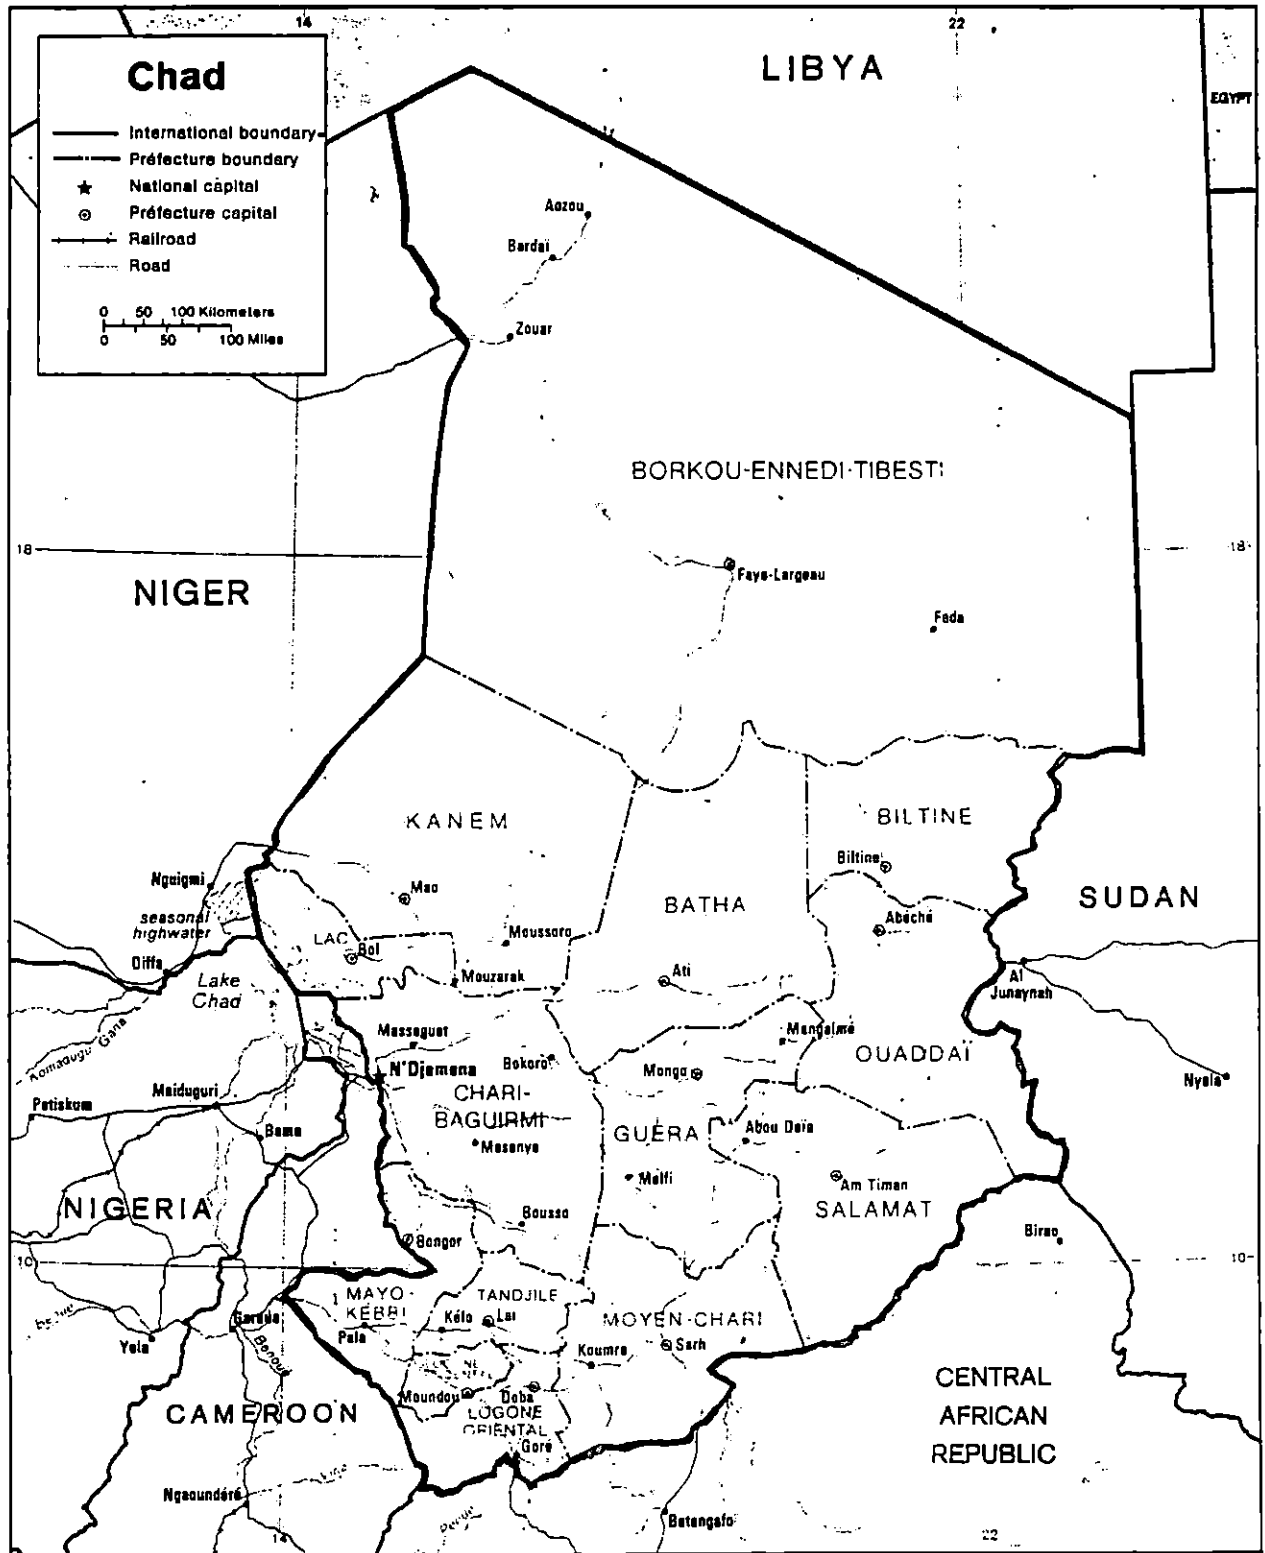 14
22
LIBYA
EGYPT
Chad
International boundary
Préfecture boundary
National capital
Préfecture capital
Railroad
Road
0 50 100 Kilometers
0 50 100 Miles
Aozou
Bardaï
Zouar
BORKOU-ENNEDI-TIBESTI
18
18
NIGER
Faya-Largeau
Fada
KANEM
BILTINE
Biltine
Nguigmi
Mao
SUDAN
BATHA
seasonal
highwater
Abéché
LAC
Bol
Moussoro
Diffa
Lake
Chad
Mouzarak
Ati
Al
Junaynah
Komadugu Gana
Massaguet
Mangalmé
OUADDAÏ
N'Djamena
Bokoro
Mongo
Nyala
Maiduguri
CHARI-
BAGUIRMI
Potiskum
Bama
GUÉRA
Abou Deïa
Massenya
Melfi
Am Timan
NIGERIA
SALAMAT
Bousso
Birao
Bongor
10
10
MAYO-
KEBBI
TANDJILE
MOYEN-CHARI
Benue
Garoua
Pala
Kélo
Laï
Yola
Sarh
Koumra
Benoué
CENTRAL
AFRICAN
REPUBLIC
Moundou
Doba
CAMEROON
LOGONE
ORIENTAL
Goré
Ngaoundéré
Batangafo
14
22